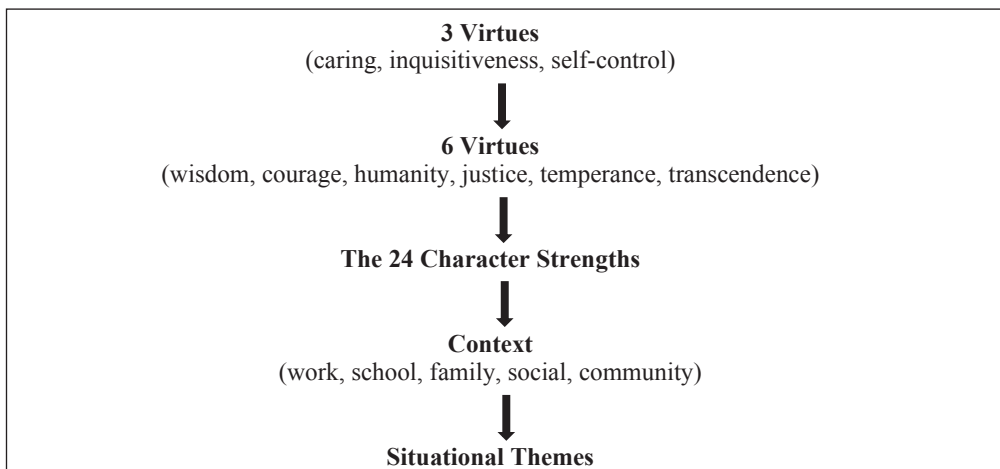 3 Virtues
(caring, inquisitiveness, self-control)
6 Virtues
(wisdom, courage, humanity, justice, temperance, transcendence)
The 24 Character Strengths
Context
(work, school, family, social, community)
Situational Themes